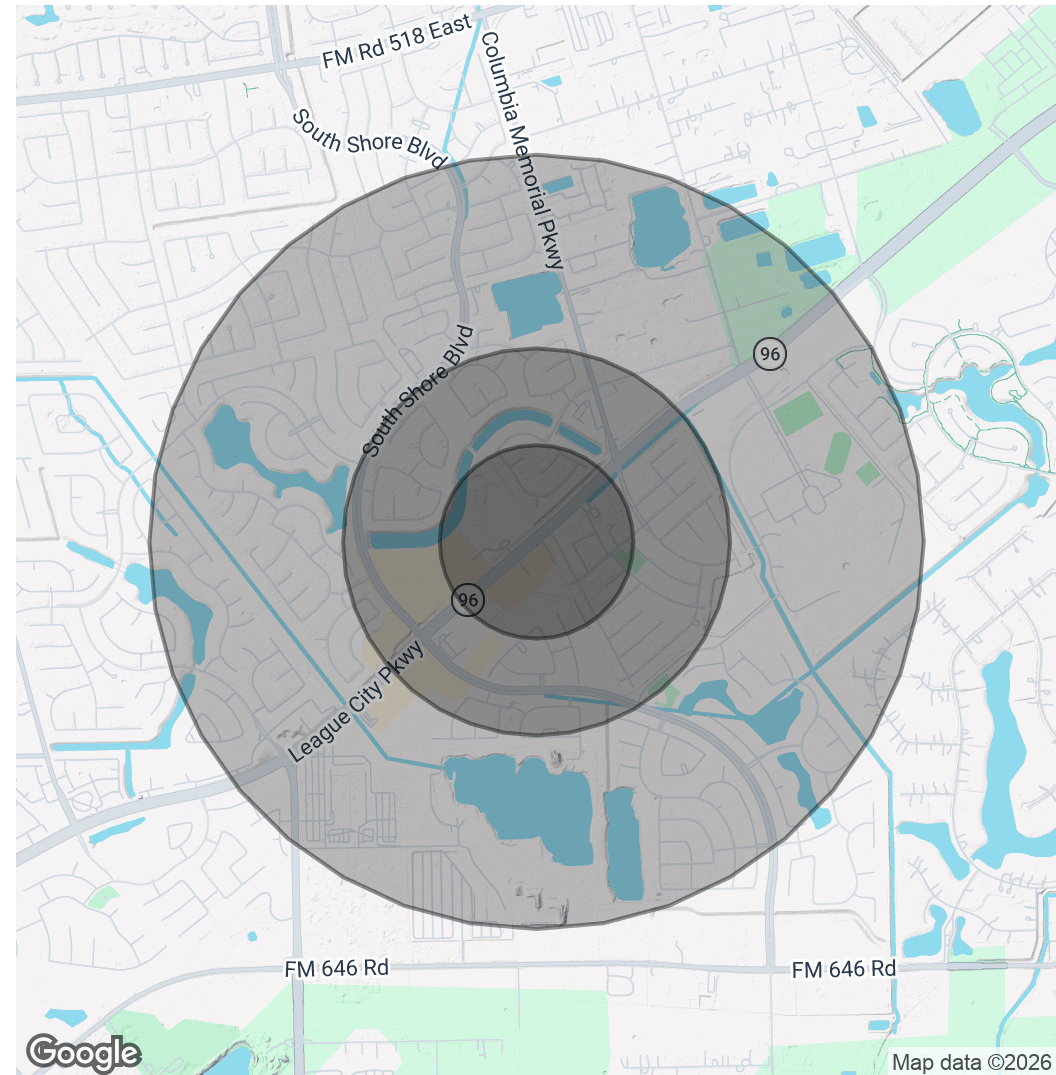 FM Rd 518 East
Columbia Memorial Pkwy
South Shore Blvd
South Shore Blvd
96
96
League City Pkwy
FM 646 Rd
FM 646 Rd
Google
Map data ©2026